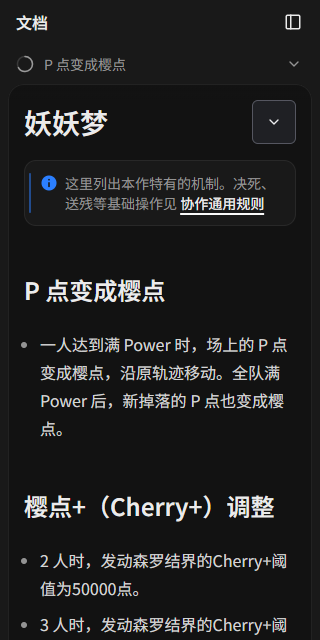 文档
P 点变成樱点
妖妖梦
这里列出本作特有的机制。决死、
送残等基础操作见 协作通用规则
P 点变成樱点
一人达到满 Power 时，场上的 P 点
变成樱点，沿原轨迹移动。全队满
Power 后，新掉落的 P 点也变成樱
点。
樱点+（Cherry+）调整
2 人时，发动森罗结界的Cherry+阈
值为50000点。
3 人时，发动森罗结界的Cherry+阈